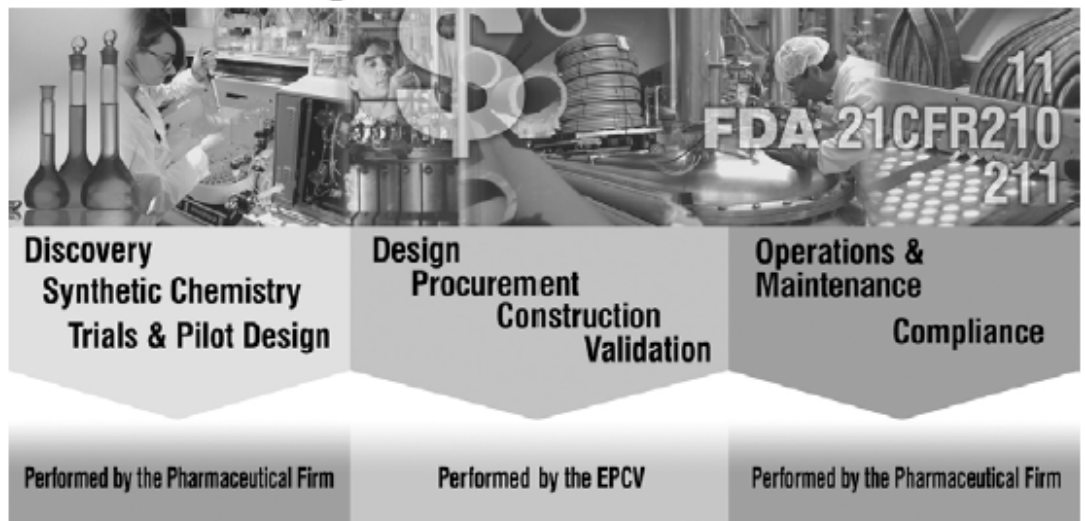 11
FDA 21CFR210
211
Discovery
Synthetic Chemistry
Trials & Pilot Design
Design
Procurement
Construction
Validation
Operations &
Maintenance
Compliance
Performed by the Pharmaceutical Firm
Performed by the EPCV
Performed by the Pharmaceutical Firm